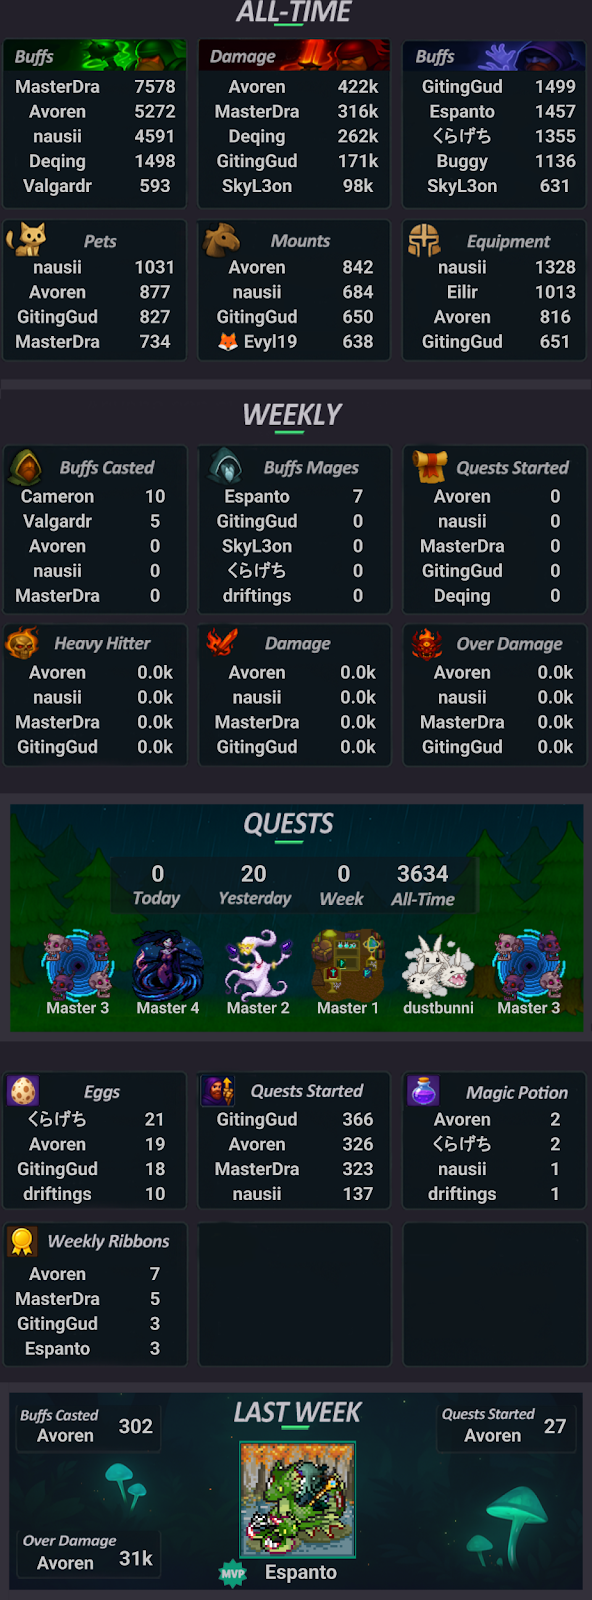 ALL-TIME
Buffs
MasterDra 7578
Avoren 5272
nausii 4591
Deqing 1498
Valgardr 593
Damage
Avoren 422k
MasterDra 316k
Deqing 262k
GitingGud 171k
SkyL3on 98k
Buffs
GitingGud 1499
Espanto 1457
くらげち 1355
Buggy 1136
SkyL3on 631
Pets
nausii 1031
Avoren 877
GitingGud 827
MasterDra 734
Mounts
Avoren 842
nausii 684
GitingGud 650
🦊 Evyl19 638
Equipment
nausii 1328
Eilir 1013
Avoren 816
GitingGud 651
WEEKLY
Buffs Casted
Cameron 10
Valgardr 5
Avoren 0
nausii 0
MasterDra 0
Buffs Mages
Espanto 7
GitingGud 0
SkyL3on 0
くらげち 0
driftings 0
Quests Started
Avoren 0
nausii 0
MasterDra 0
GitingGud 0
Deqing 0
Heavy Hitter
Avoren 0.0k
nausii 0.0k
MasterDra 0.0k
GitingGud 0.0k
Damage
Avoren 0.0k
nausii 0.0k
MasterDra 0.0k
GitingGud 0.0k
Over Damage
Avoren 0.0k
nausii 0.0k
MasterDra 0.0k
GitingGud 0.0k
QUESTS
0 20 0 3634
Today Yesterday Week All-Time
Master 3 Master 4 Master 2 Master 1 dustbunni Master 3
Eggs
くらげち 21
Avoren 19
GitingGud 18
driftings 10
Quests Started
GitingGud 366
Avoren 326
MasterDra 323
nausii 137
Magic Potion
Avoren 2
くらげち 2
nausii 1
driftings 1
Weekly Ribbons
Avoren 7
MasterDra 5
GitingGud 3
Espanto 3
LAST WEEK
Buffs Casted
Avoren 302
Quests Started
Avoren 27
Over Damage
Avoren 31k
MVP Espanto